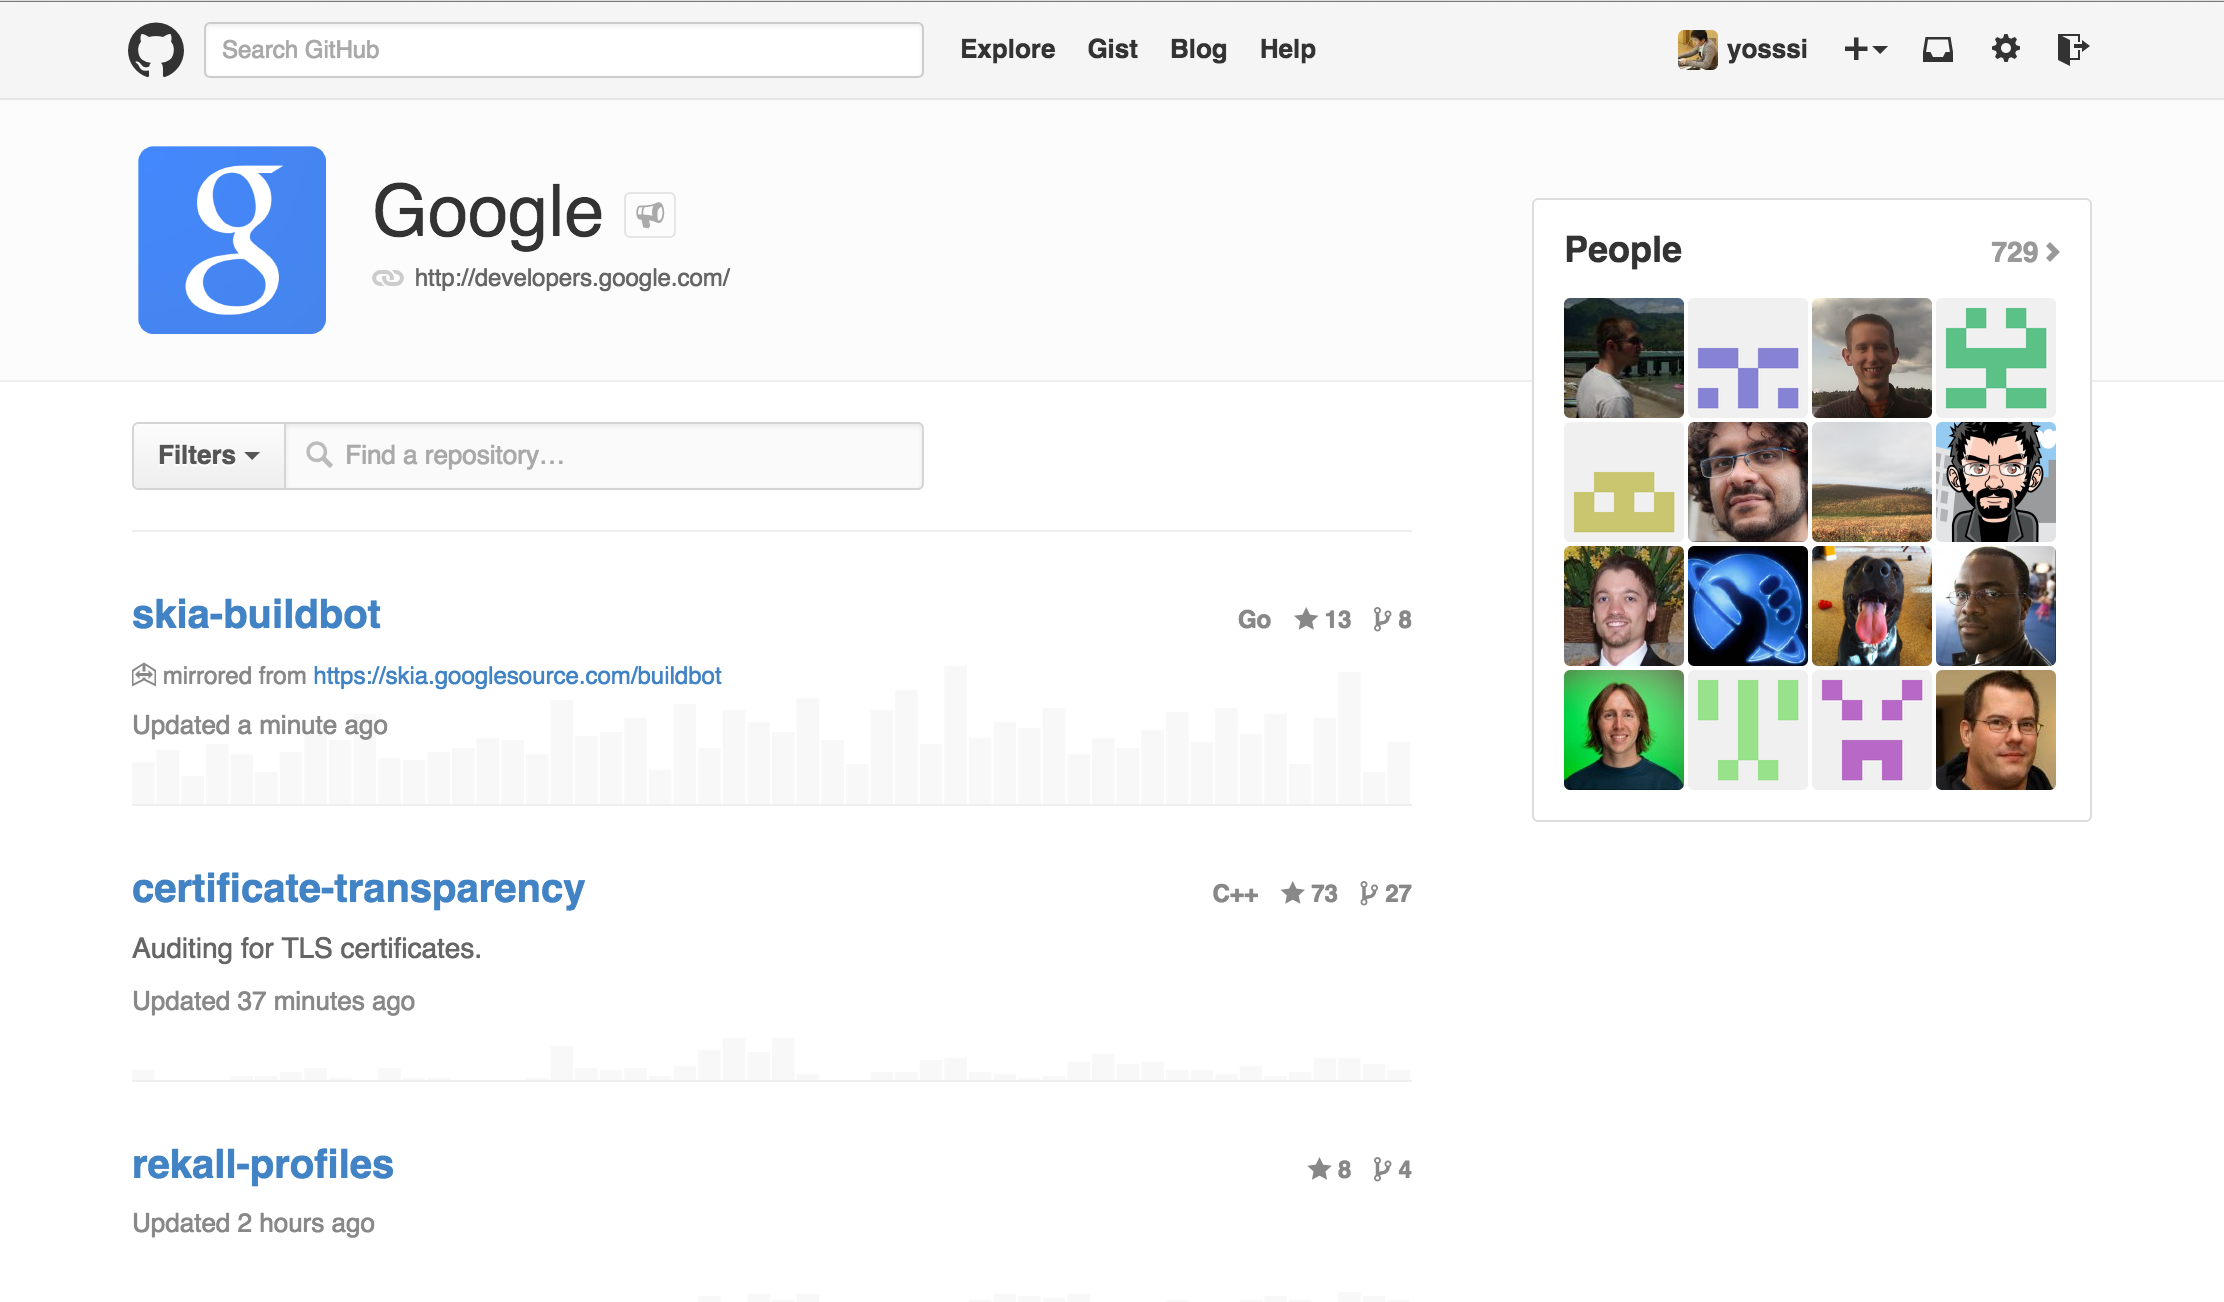 Search GitHub
Explore Gist Blog Help
yosssi
g
Google
http://developers.google.com/
People 729
Filters Find a repository…
skia-buildbot
Go 13 8
mirrored from https://skia.googlesource.com/buildbot
Updated a minute ago
certificate-transparency
C++ 73 27
Auditing for TLS certificates.
Updated 37 minutes ago
rekall-profiles
8 4
Updated 2 hours ago